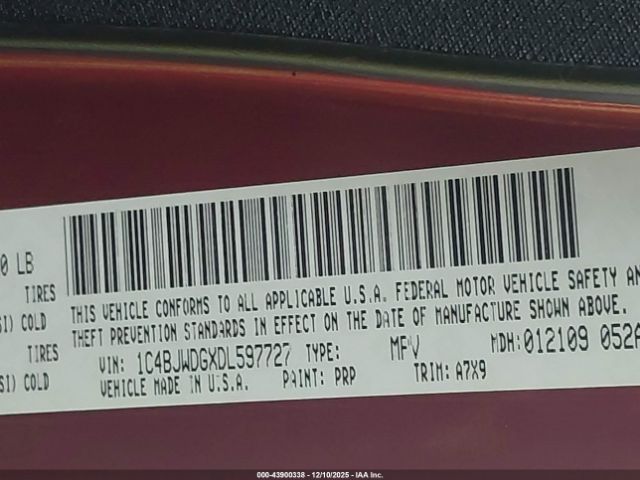 0 LB
TIRES
SI) COLD
TIRES
SI) COLD
THIS VEHICLE CONFORMS TO ALL APPLICABLE U.S.A. FEDERAL MOTOR VEHICLE SAFETY AN
THEFT PREVENTION STANDARDS IN EFFECT ON THE DATE OF MANUFACTURE SHOWN ABOVE.
VIN: 1C4BJWDGXDL597727 TYPE: MPV MDH:012109 052A
VEHICLE MADE IN U.S.A. PAINT: PRP TRIM: A7X9
000-43900338 - 12/10/2025 - IAA Inc.